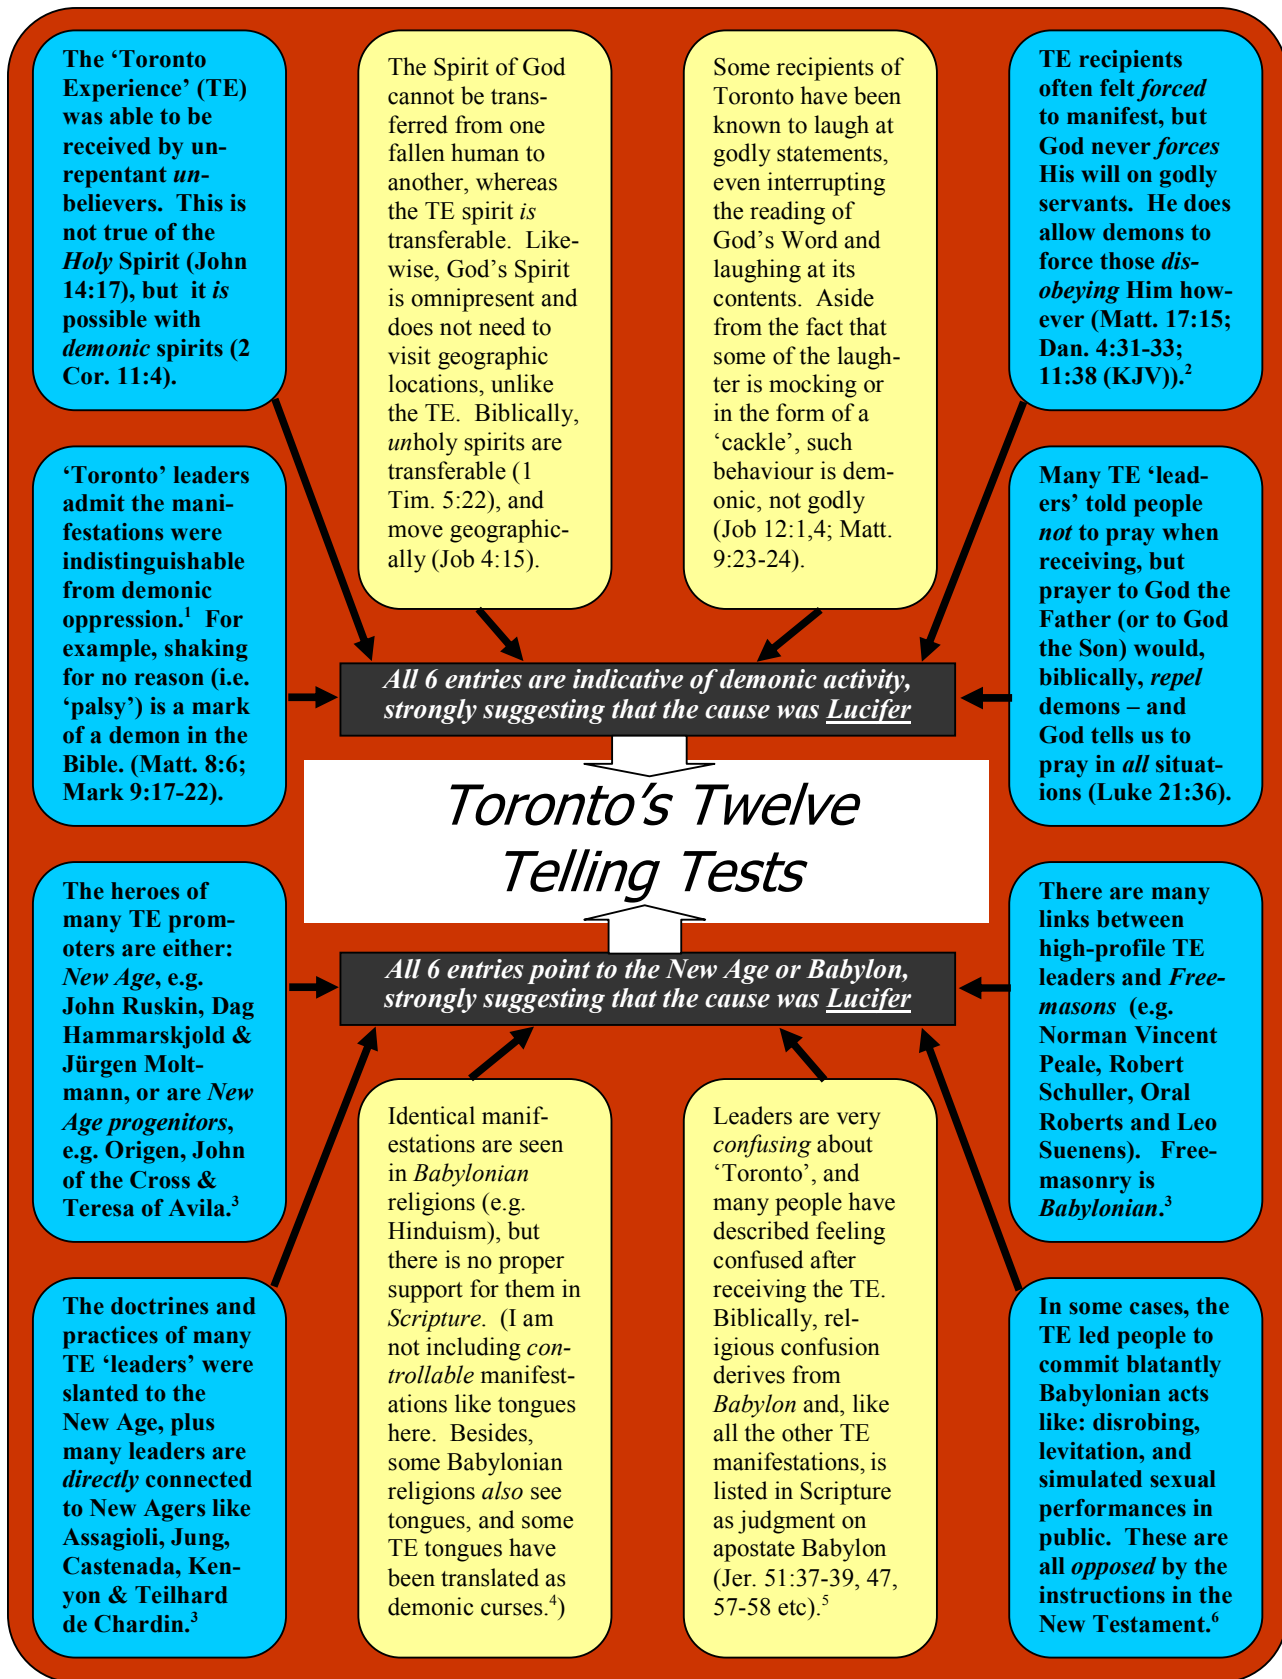 The ‘Toronto
Experience’ (TE)
was able to be
received by un-
repentant un-
believers. This is
not true of the
Holy Spirit (John
14:17), but it is
possible with
demonic spirits (2
Cor. 11:4).
The Spirit of God
cannot be trans-
ferred from one
fallen human to
another, whereas
the TE spirit is
transferable. Like-
wise, God’s Spirit
is omnipresent and
does not need to
visit geographic
locations, unlike
the TE. Biblically,
unholy spirits are
transferable (1
Tim. 5:22), and
move geographic-
ally (Job 4:15).
Some recipients of
Toronto have been
known to laugh at
godly statements,
even interrupting
the reading of
God’s Word and
laughing at its
contents. Aside
from the fact that
some of the laugh-
ter is mocking or
in the form of a
‘cackle’, such
behaviour is dem-
onic, not godly
(Job 12:1,4; Matt.
9:23-24).
TE recipients
often felt forced
to manifest, but
God never forces
His will on godly
servants. He does
allow demons to
force those dis-
obeying Him how-
ever (Matt. 17:15;
Dan. 4:31-33;
11:38 (KJV)).2
‘Toronto’ leaders
admit the mani-
festations were
indistinguishable
from demonic
oppression.1 For
example, shaking
for no reason (i.e.
‘palsy’) is a mark
of a demon in the
Bible. (Matt. 8:6;
Mark 9:17-22).
Many TE ‘lead-
ers’ told people
not to pray when
receiving, but
prayer to God the
Father (or to God
the Son) would,
biblically, repel
demons – and
God tells us to
pray in all situat-
ions (Luke 21:36).
All 6 entries are indicative of demonic activity,
strongly suggesting that the cause was Lucifer
Toronto’s Twelve
Telling Tests
All 6 entries point to the New Age or Babylon,
strongly suggesting that the cause was Lucifer
The heroes of
many TE prom-
oters are either:
New Age, e.g.
John Ruskin, Dag
Hammarskjold &
Jürgen Molt-
mann, or are New
Age progenitors,
e.g. Origen, John
of the Cross &
Teresa of Avila.3
There are many
links between
high-profile TE
leaders and Free-
masons (e.g.
Norman Vincent
Peale, Robert
Schuller, Oral
Roberts and Leo
Suenens). Free-
masonry is
Babylonian.3
The doctrines and
practices of many
TE ‘leaders’ were
slanted to the
New Age, plus
many leaders are
directly connected
to New Agers like
Assagioli, Jung,
Castenada, Ken-
yon & Teilhard
de Chardin.3
Identical manif-
estations are seen
in Babylonian
religions (e.g.
Hinduism), but
there is no proper
support for them in
Scripture. (I am
not including con-
trollable manifest-
ations like tongues
here. Besides,
some Babylonian
religions also see
tongues, and some
TE tongues have
been translated as
demonic curses.4)
Leaders are very
confusing about
‘Toronto’, and
many people have
described feeling
confused after
receiving the TE.
Biblically, rel-
igious confusion
derives from
Babylon and, like
all the other TE
manifestations, is
listed in Scripture
as judgment on
apostate Babylon
(Jer. 51:37-39, 47,
57-58 etc).5
In some cases, the
TE led people to
commit blatantly
Babylonian acts
like: disrobing,
levitation, and
simulated sexual
performances in
public. These are
all opposed by the
instructions in the
New Testament.6